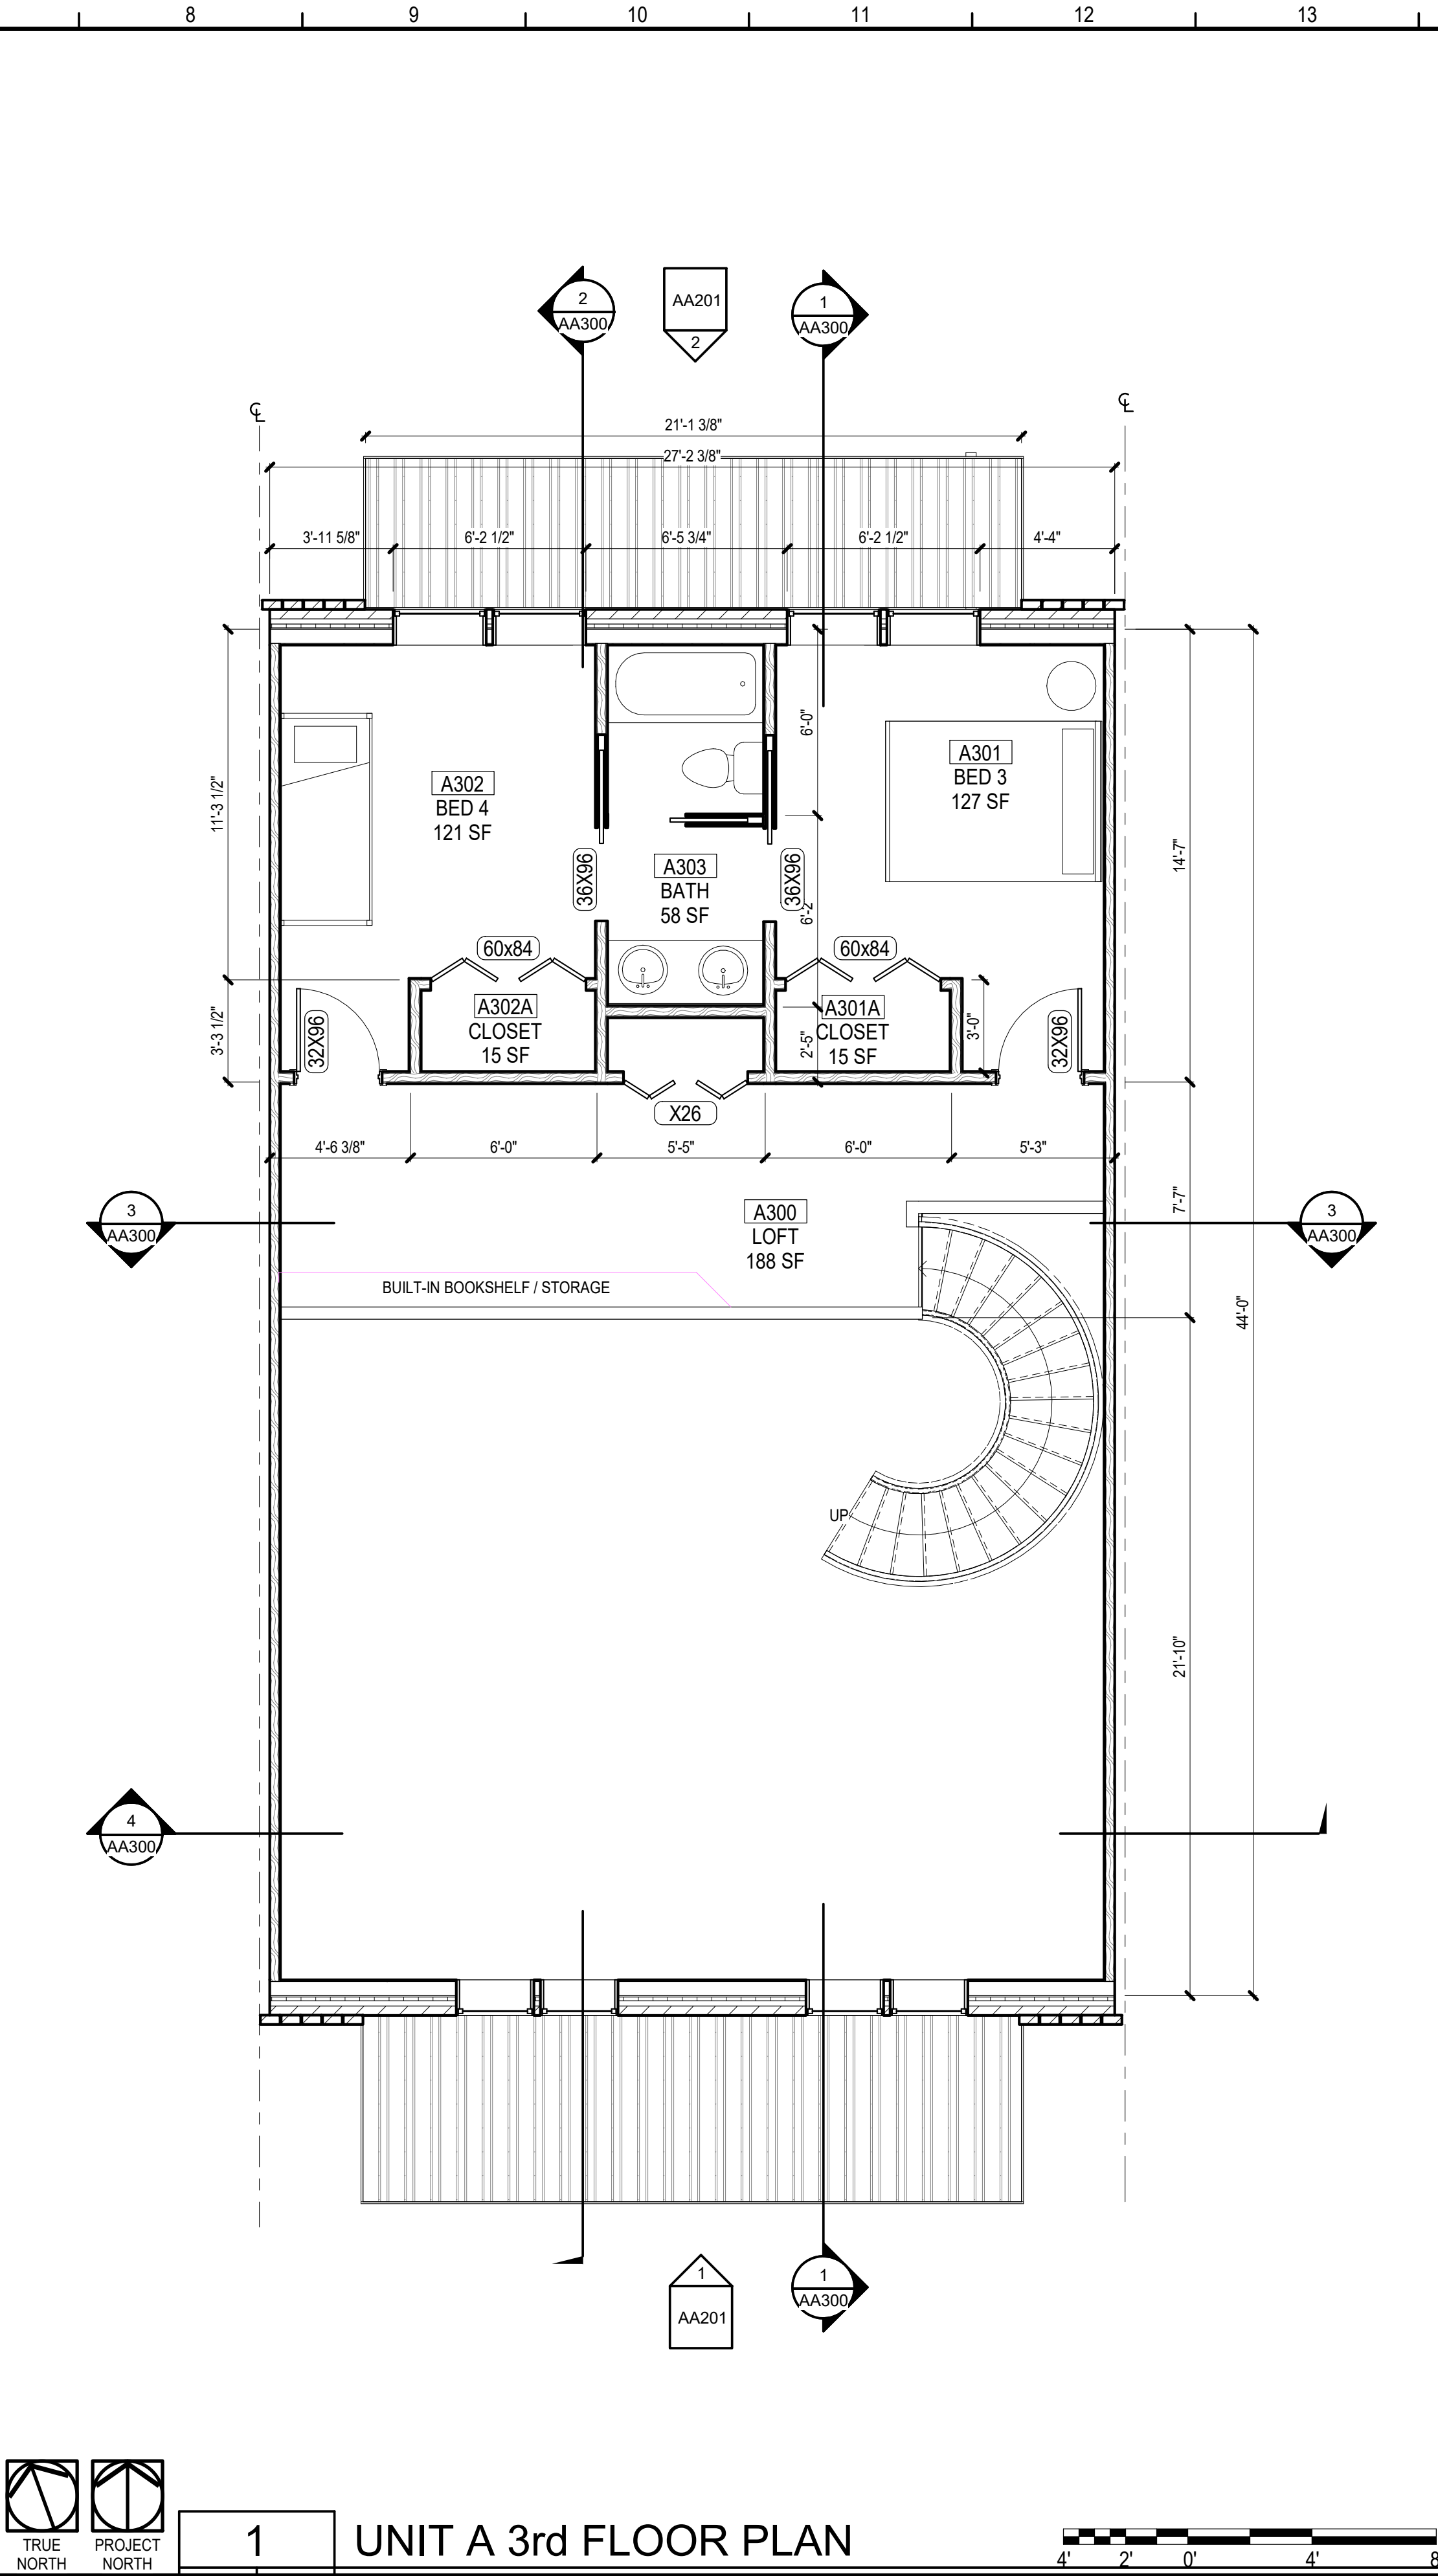 8 9 10 11 12 13
2
AA300
AA201
2
1
AA300
℄ ℄
21'-1 3/8"
27'-2 3/8"
3'-11 5/8" 6'-2 1/2" 6'-5 3/4" 6'-2 1/2" 4'-4"
6'-0"
A301
BED 3
127 SF
A302
BED 4
121 SF
11'-3 1/2"
14'-7"
A303
BATH
58 SF
36X96
36X96
6'-2"
60x84
60x84
A302A
CLOSET
15 SF
A301A
CLOSET
15 SF
3'-3 1/2"
32X96
2'-5"
3'-0"
32X96
X26
4'-6 3/8" 6'-0" 5'-5" 6'-0" 5'-3"
3
AA300
A300
LOFT
188 SF
7'-7"
3
AA300
BUILT-IN BOOKSHELF / STORAGE
44'-0"
UP
21'-10"
4
AA300
1
AA201
1
AA300
TRUE
NORTH
PROJECT
NORTH
1
UNIT A 3rd FLOOR PLAN
4' 2' 0' 4' 8